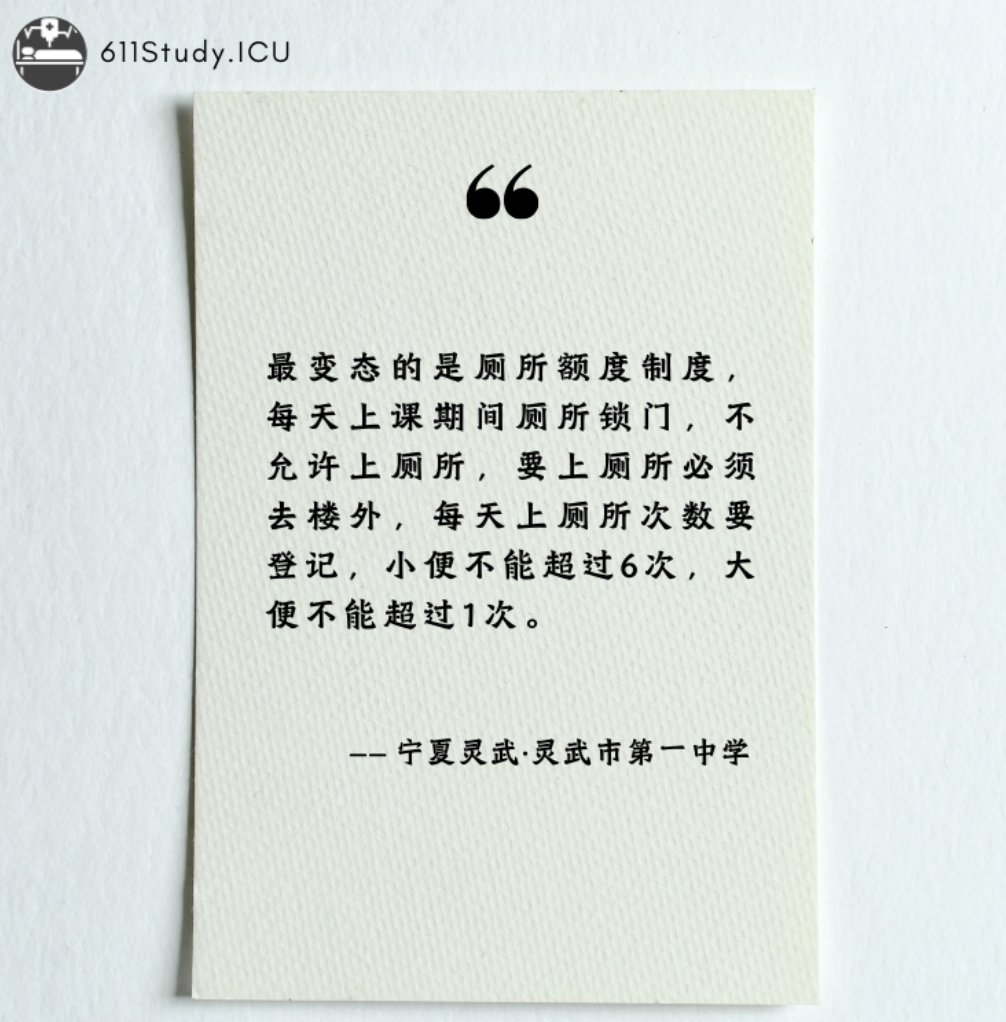 611Study.ICU
“
最变态的是厕所额度制度，
每天上课期间厕所锁门，不
允许上厕所，要上厕所必须
去楼外，每天上厕所次数要
登记，小便不能超过6次，大
便不能超过1次。
-- 宁夏灵武·灵武市第一中学